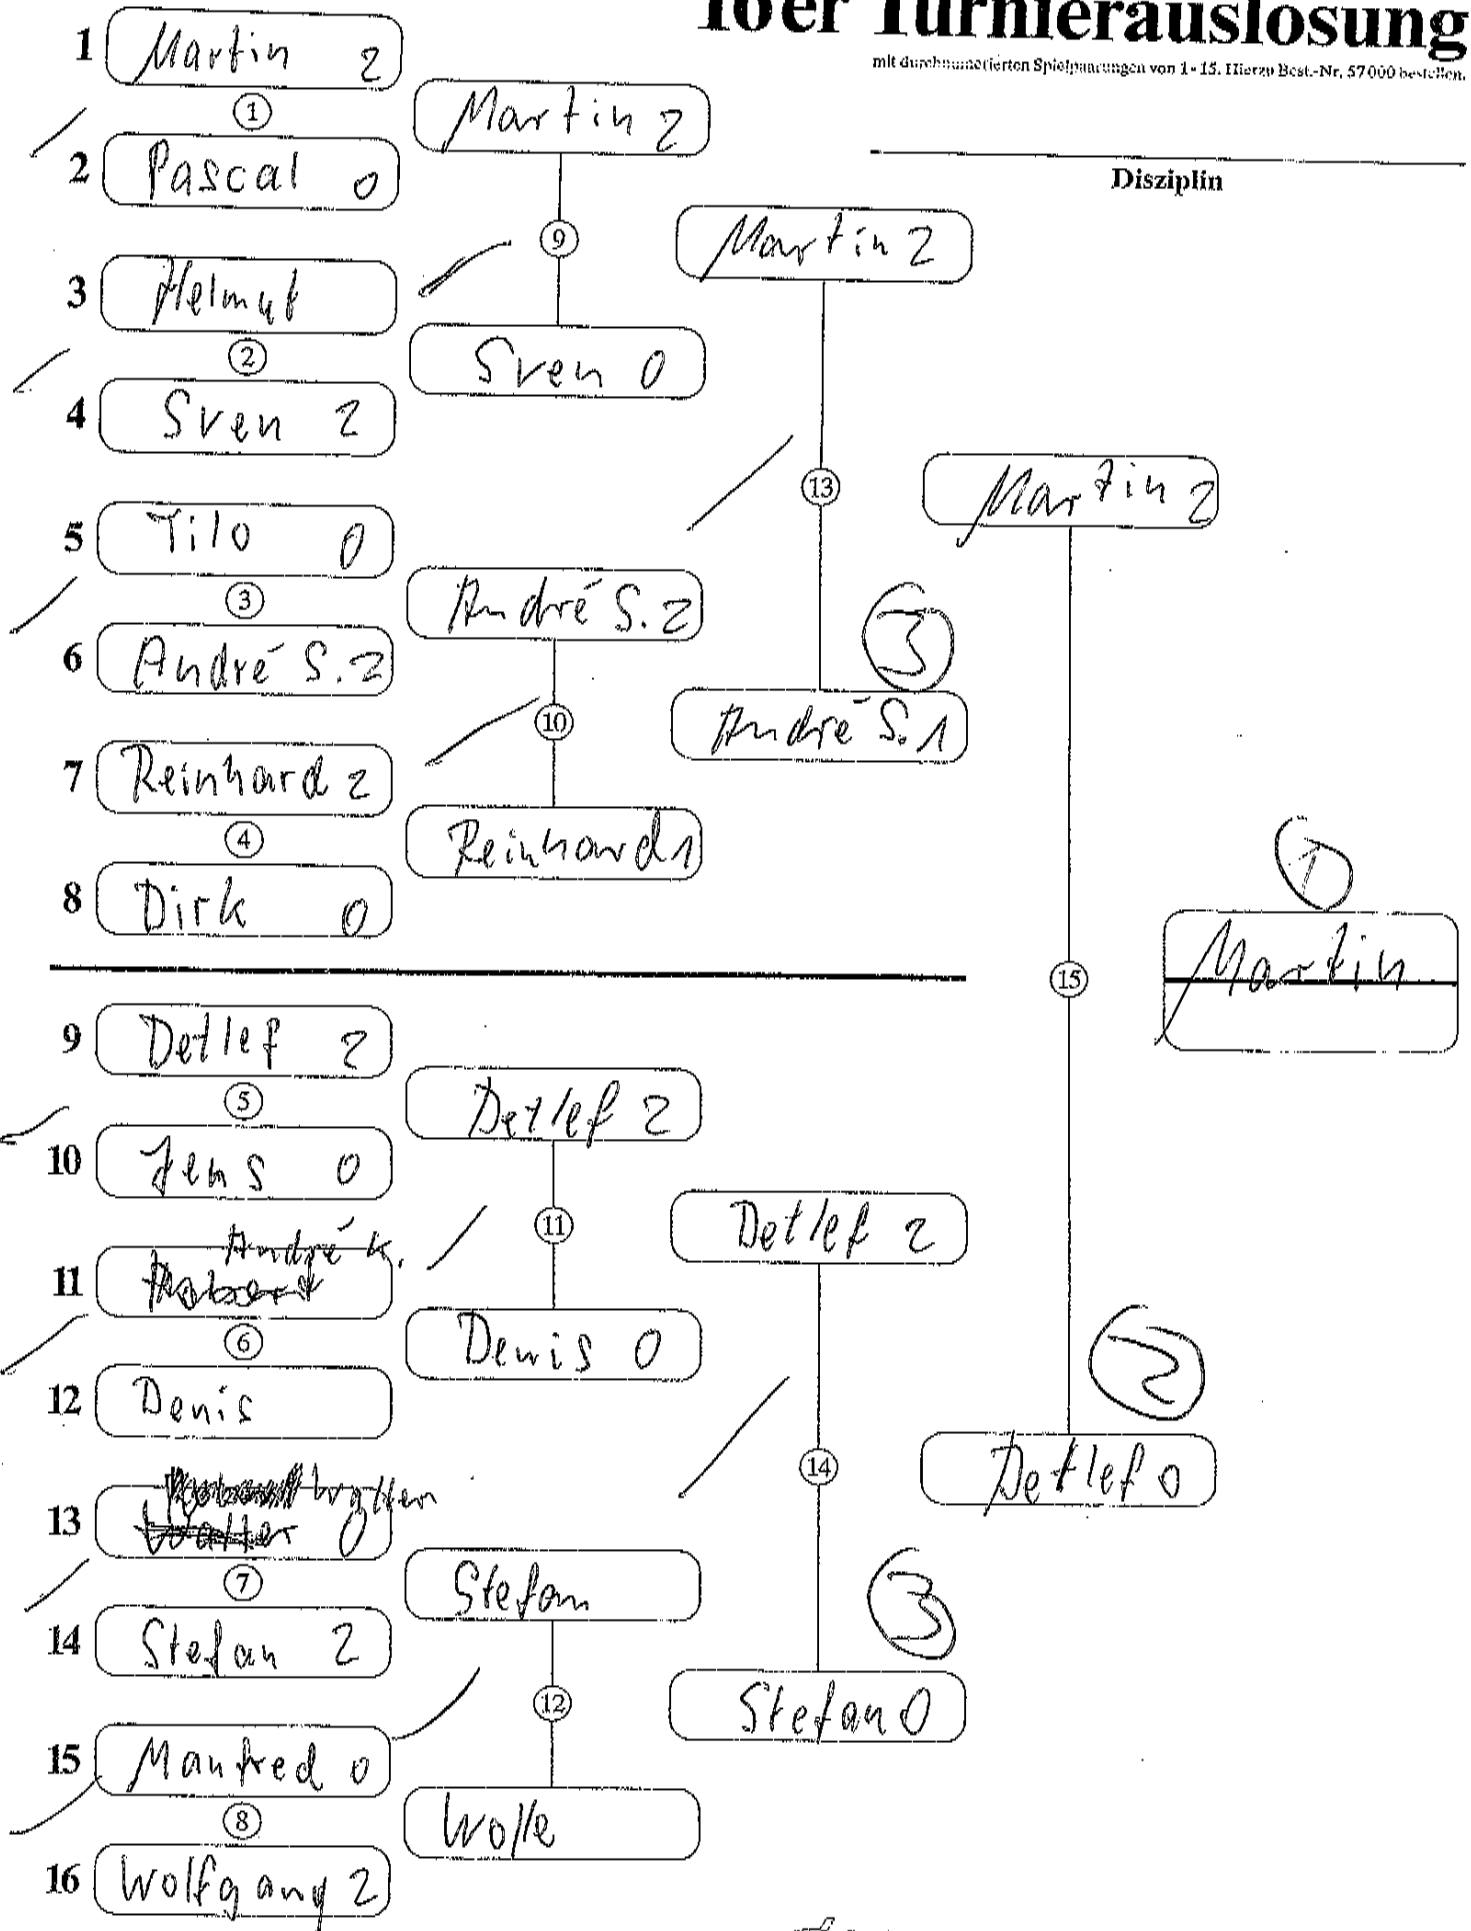 16er Turnierauslosung
mit durchnumerierten Spielpaarungen von 1 - 15. Hierzu Best.-Nr. 57000 bestellen.
Disziplin
1 Martin 2
①
2 Pascal 0
3 Helmut
②
4 Sven 2
5 Tilo 0
③
6 André S. 2
7 Reinhard 2
④
8 Dirk 0
9 Detlef 2
⑤
10 Jens 0
André K.
11 Robert
⑥
12 Denis
Walter
13 Walter 0
⑦
14 Stefan 2
15 Manfred 0
⑧
16 Wolfgang 2
Martin 2
⑨
Sven 0
André S. 2
⑩
Reinhard 1
Detlef 2
⑪
Denis 0
Stefan
⑫
Wolle
Martin 2
⑬
③
André S. 1
Detlef 2
⑭
③
Stefan 0
Martin 2
⑮
②
Detlef 0
①
Martin